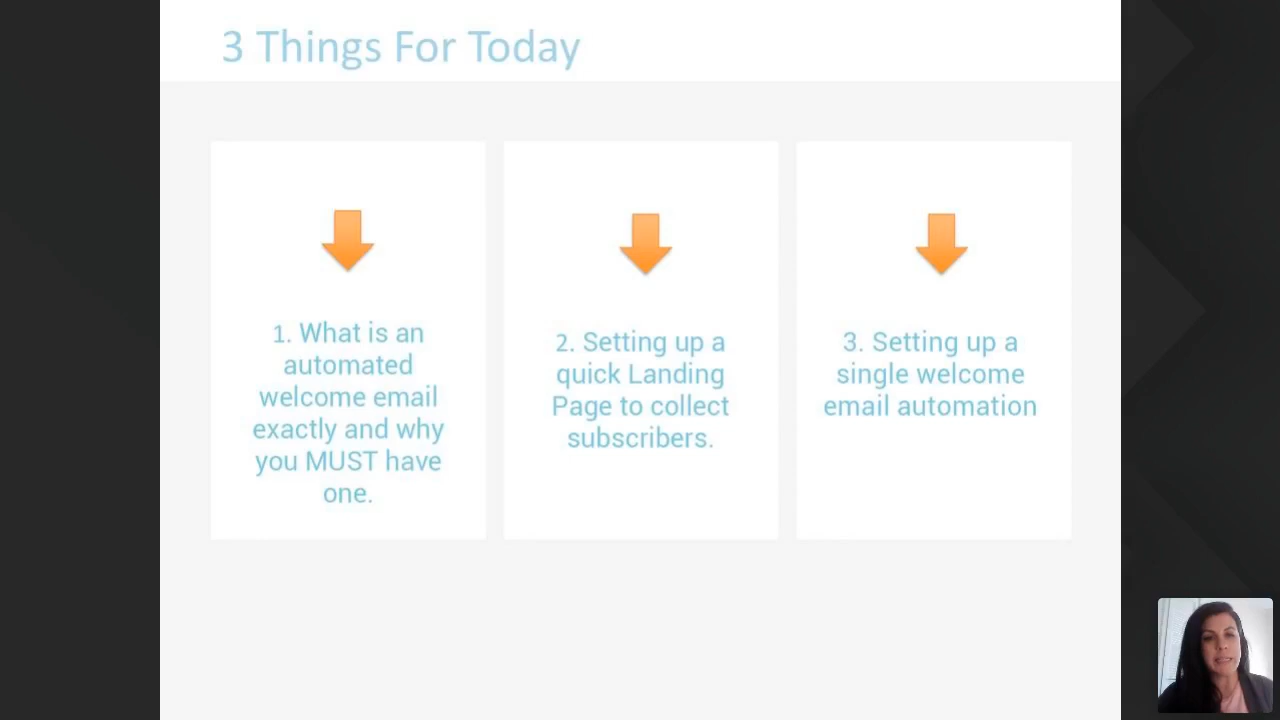 3 Things For Today
1. What is an
automated
welcome email
exactly and why
you MUST have
one.
2. Setting up a
quick Landing
Page to collect
subscribers.
3. Setting up a
single welcome
email automation